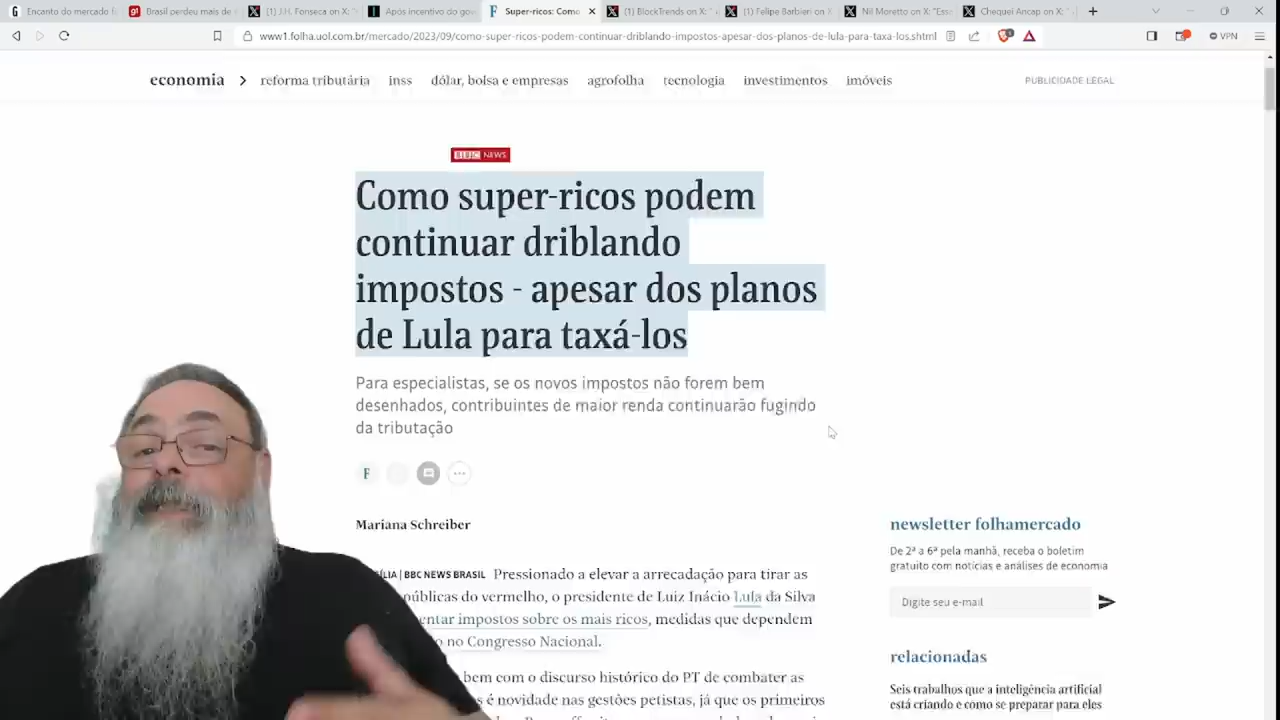 Encanto do mercado fi
g1 Brasil perdeu mais de
(1) J.H. Fonseca on X: "
Após incentivo do gov
F Super-ricos: Como
(1) BlockTrends on X: "
(1) Felipe Barbieri on X
Nil Moretto on X: "Esse
Chequei Ancap on X: "
www1.folha.uol.com.br/mercado/2023/09/como-super-ricos-podem-continuar-driblando-impostos-apesar-dos-planos-de-lula-para-taxa-los.shtml
VPN
economia
reforma tributária
inss
dólar, bolsa e empresas
agrofolha
tecnologia
investimentos
imóveis
PUBLICIDADE LEGAL
BBC NEWS
Como super-ricos podem
continuar driblando
impostos - apesar dos planos
de Lula para taxá-los
Para especialistas, se os novos impostos não forem bem
desenhados, contribuintes de maior renda continuarão fugindo
da tributação
F
Mariana Schreiber
ÍLIA | BBC NEWS BRASIL Pressionado a elevar a arrecadação para tirar as
públicas do vermelho, o presidente de Luiz Inácio Lula da Silva
entar impostos sobre os mais ricos, medidas que dependem
o no Congresso Nacional.
bem com o discurso histórico do PT de combater as
s é novidade nas gestões petistas, já que os primeiros
newsletter folhamercado
De 2ª a 6ª pela manhã, receba o boletim
gratuito com notícias e análises de economia
Digite seu e-mail
relacionadas
Seis trabalhos que a inteligência artificial
está criando e como se preparar para eles